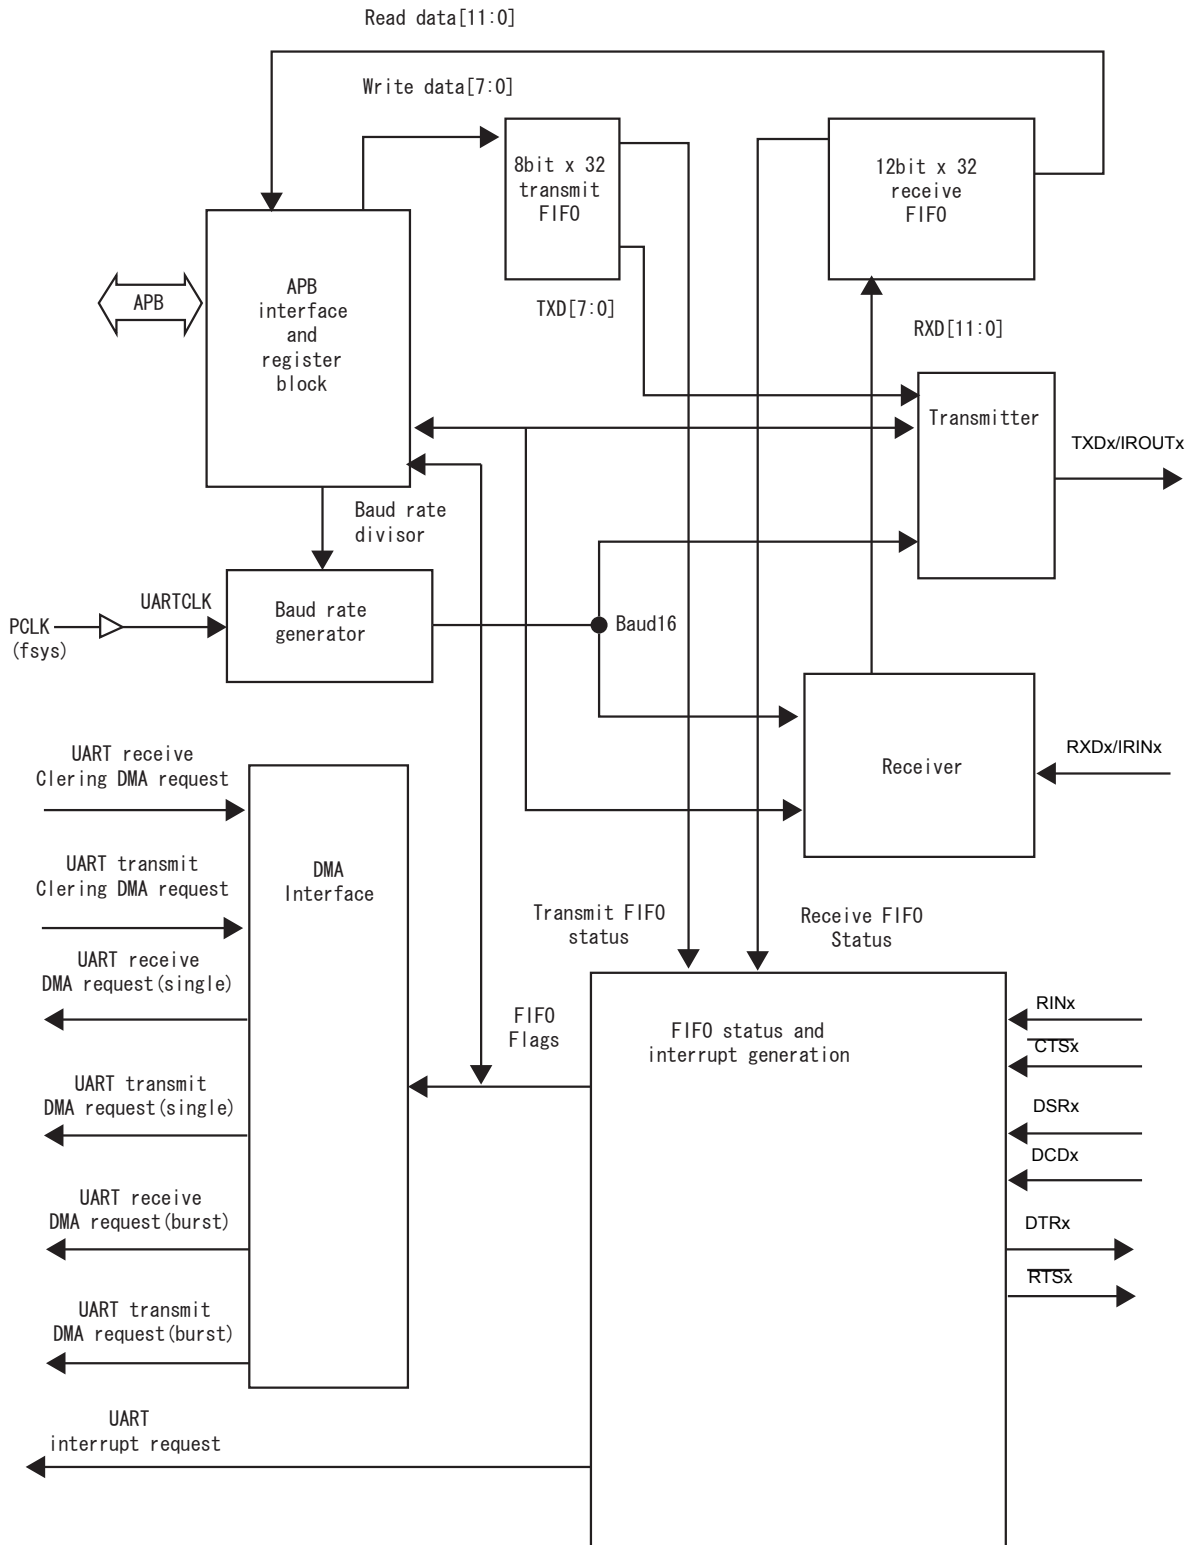 Read data[11:0]
Write data[7:0]
8bit x 32
transmit
FIFO
12bit x 32
receive
FIFO
APB
APB
interface
and
register
block
TXD[7:0]
RXD[11:0]
Transmitter
TXDx/IROUTx
Baud rate
divisor
UARTCLK
PCLK
(fsys)
Baud rate
generator
Baud16
UART receive
Clering DMA request
RXDx/IRINx
Receiver
UART transmit
Clering DMA request
DMA
Interface
Transmit FIFO
status
Receive FIFO
Status
UART receive
DMA request(single)
FIFO
Flags
FIFO status and
interrupt generation
RINx
CTSx
UART transmit
DMA request(single)
DSRx
DCDx
UART receive
DMA request(burst)
DTRx
RTSx
UART transmit
DMA request(burst)
UART
interrupt request